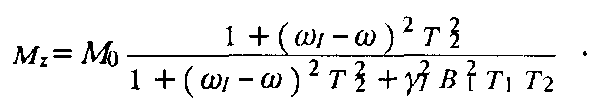 M_z = M_0 \frac{1 + (\omega_I - \omega)^2 T_2^2}{1 + (\omega_I - \omega)^2 T_2^2 + \gamma_I^2 B_1^2 T_1 T_2} .